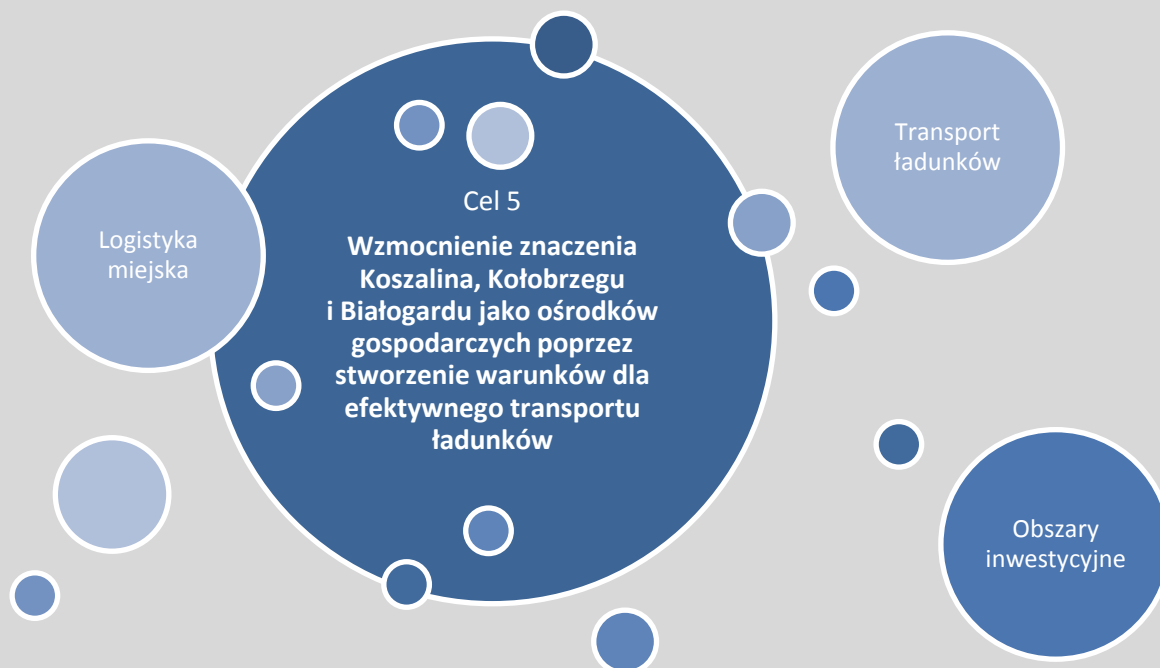 Transport
ładunków
Cel 5
Wzmocnienie znaczenia
Koszalina, Kołobrzegu
i Białogardu jako ośrodków
gospodarczych poprzez
stworzenie warunków dla
efektywnego transportu
ładunków
Logistyka
miejska
Obszary
inwestycyjne